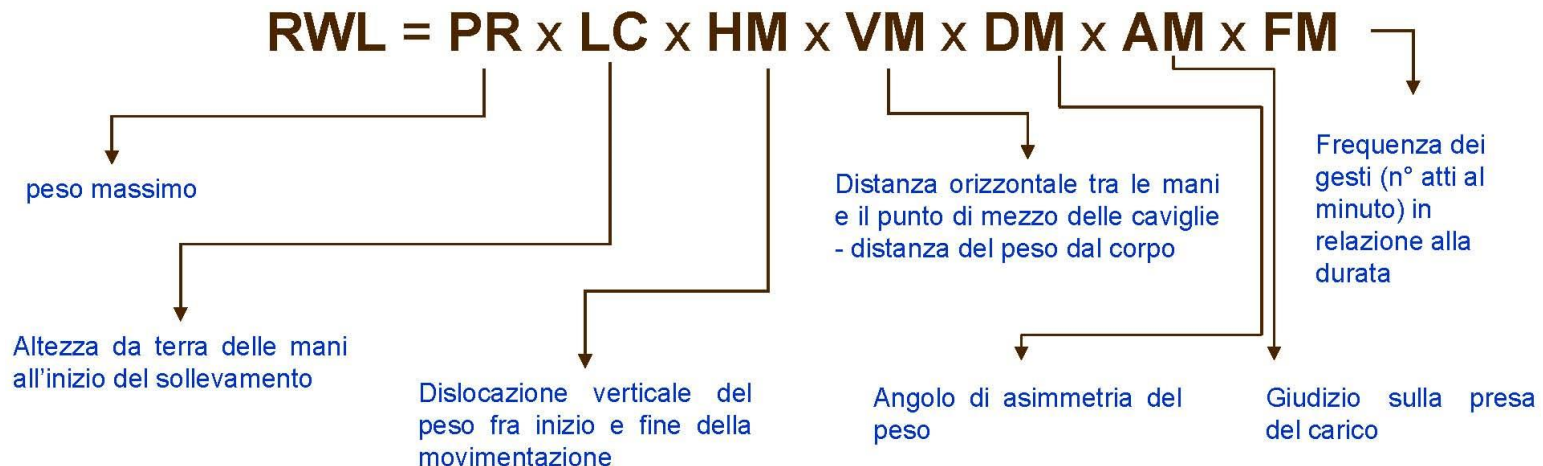 RWL = PR x LC x HM x VM x DM x AM x FM
peso massimo
Altezza da terra delle mani
all'inizio del sollevamento
Dislocazione verticale del
peso fra inizio e fine della
movimentazione
Distanza orizzontale tra le mani
e il punto di mezzo delle caviglie
- distanza del peso dal corpo
Angolo di asimmetria del
peso
Giudizio sulla presa
del carico
Frequenza dei
gesti (n° atti al
minuto) in
relazione alla
durata